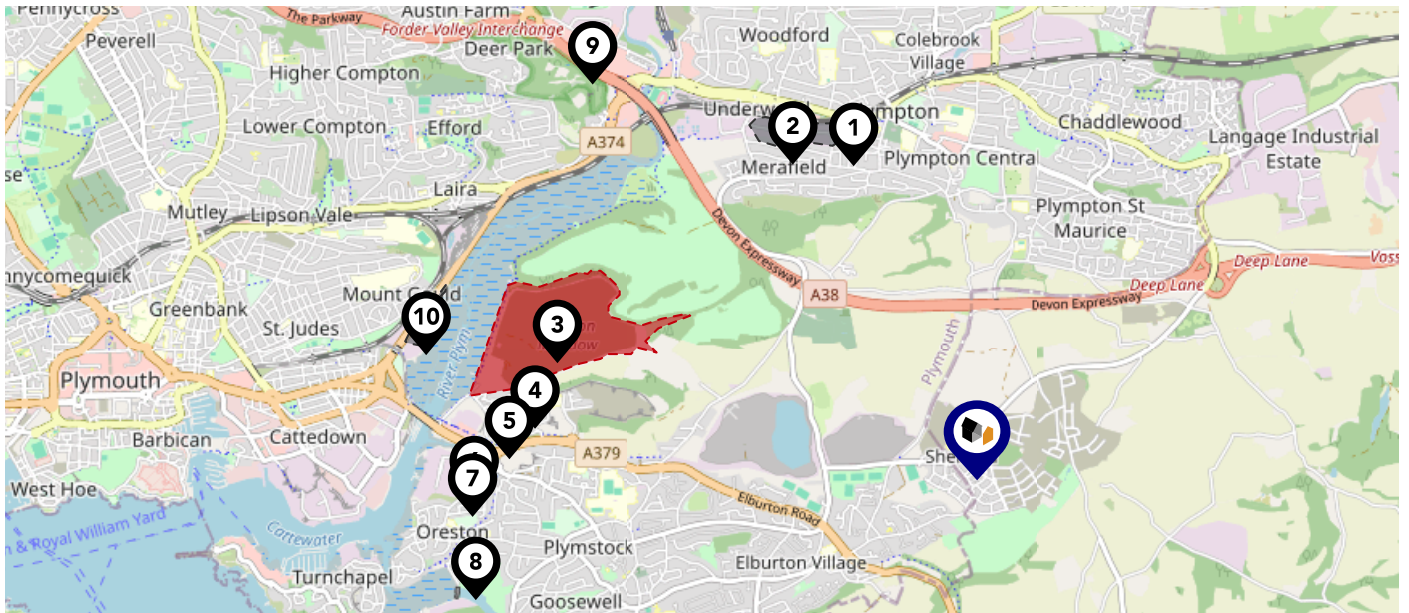 Pennycross
Austin Farm
The Parkway
Forder Valley Interchange
Peverell
Deer Park
9
Woodford
Colebrook
Village
Higher Compton
Lower Compton
Efford
A374
2
1
Merafield
Plympton Central
Chaddlewood
Langage Industrial
Estate
se
Laira
Mutley
Lipson Vale
Plympton St
Maurice
Devon Expressway
nnycomequick
Deep Lane
Voss
Deep Lane
A38
Devon Expressway
Greenbank
10
St. Judes
3
Plymouth
River Plym
Plymouth
4
5
Barbican
Cattedown
A379
7
West Hoe
Elburton Road
n & Royal William Yard
Cattewater
Oreston
Plymstock
8
Elburton Village
Turnchapel
Goosewell